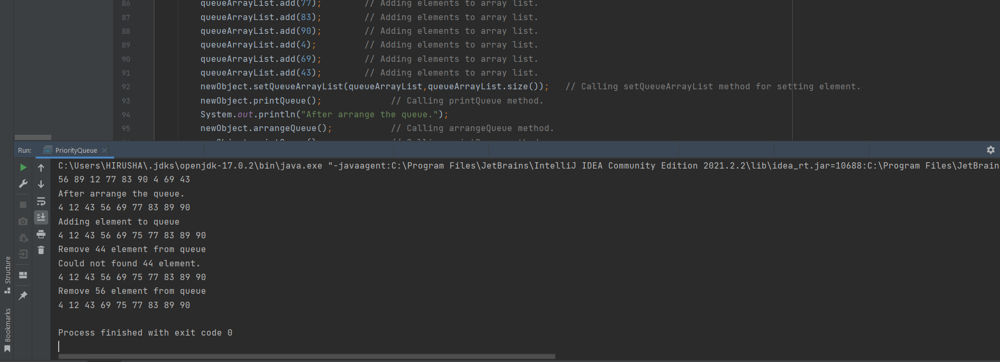 86 queueArrayList.add(77); // Adding elements to array list.
87 queueArrayList.add(83); // Adding elements to array list.
88 queueArrayList.add(90); // Adding elements to array list.
89 queueArrayList.add(4); // Adding elements to array list.
90 queueArrayList.add(69); // Adding elements to array list.
91 queueArrayList.add(43); // Adding elements to array list.
92 newObject.setQueueArrayList(queueArrayList,queueArrayList.size()); // Calling setQueueArrayList method for setting element.
93 newObject.printQueue(); // Calling printQueue method.
94 System.out.println("After arrange the queue.");
95 newObject.arrangeQueue(); // Calling arrangeQueue method.
Run: PriorityQueue
C:\Users\HIRUSHA\.jdks\openjdk-17.0.2\bin\java.exe "-javaagent:C:\Program Files\JetBrains\IntelliJ IDEA Community Edition 2021.2.2\lib\idea_rt.jar=10688:C:\Program Files\JetBrain
56 89 12 77 83 90 4 69 43
After arrange the queue.
4 12 43 56 69 77 83 89 90
Adding element to queue
4 12 43 56 69 75 77 83 89 90
Remove 44 element from queue
Could not found 44 element.
4 12 43 56 69 75 77 83 89 90
Remove 56 element from queue
4 12 43 69 75 77 83 89 90
Process finished with exit code 0
Structure
Bookmarks